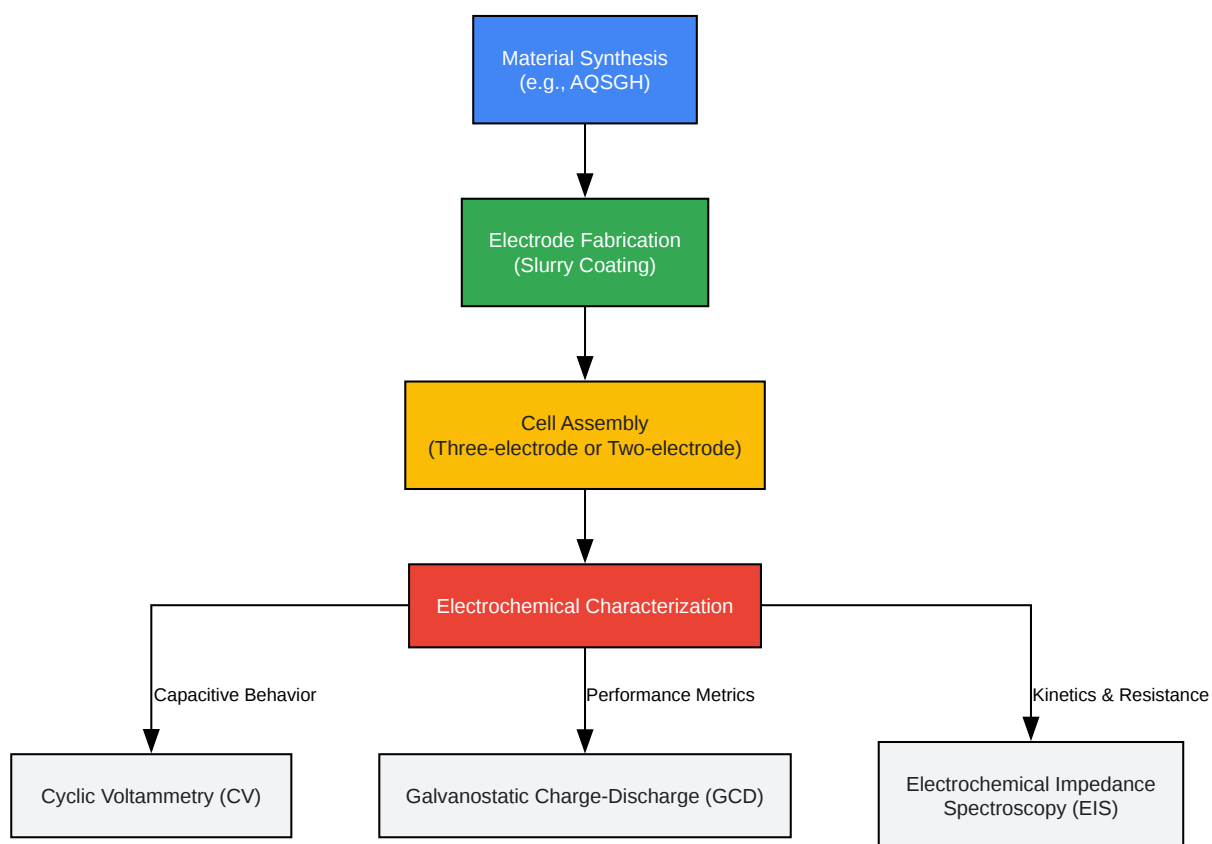 Material Synthesis
(e.g., AQSGH)
Electrode Fabrication
(Slurry Coating)
Cell Assembly
(Three-electrode or Two-electrode)
Electrochemical Characterization
Capacitive Behavior
Performance Metrics
Kinetics & Resistance
Cyclic Voltammetry (CV)
Galvanostatic Charge-Discharge (GCD)
Electrochemical Impedance
Spectroscopy (EIS)